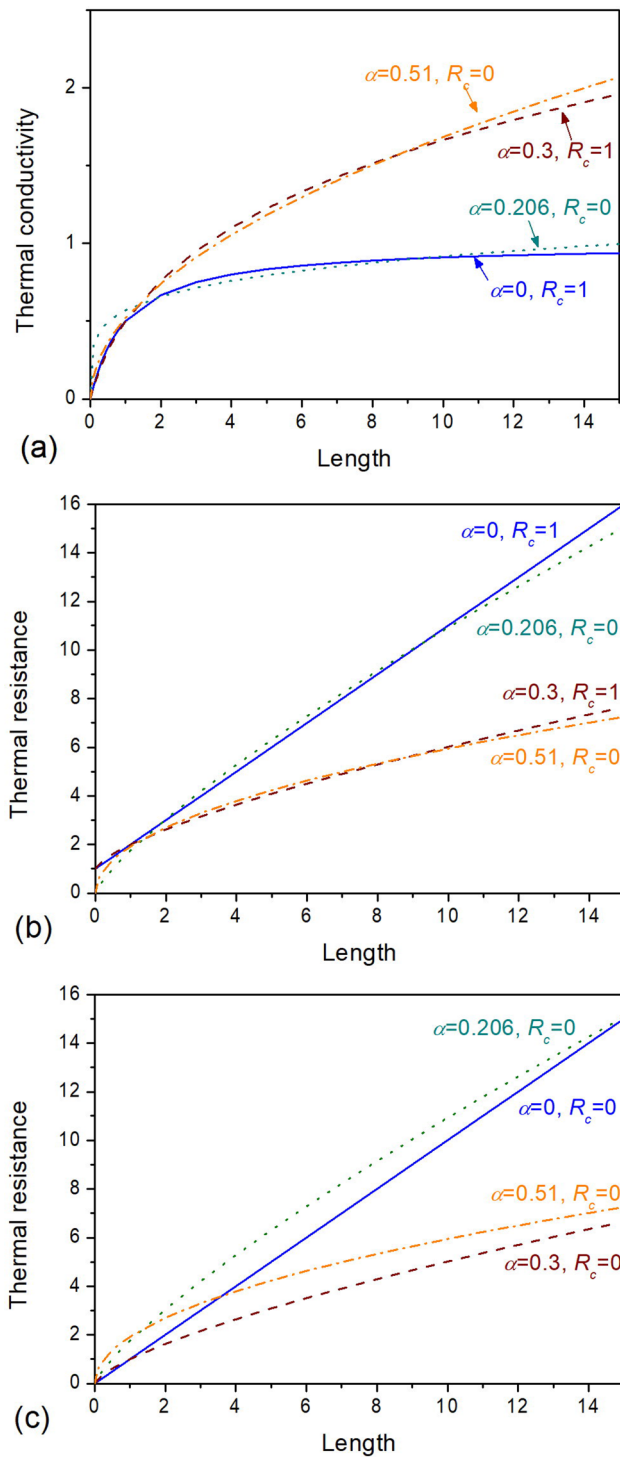 2
1
0
0
2
4
6
8
10
12
14
Thermal conductivity
Length
(a)
α=0.51, Rc=0
α=0.3, Rc=1
α=0.206, Rc=0
α=0, Rc=1
16
14
12
10
8
6
4
2
0
0
2
4
6
8
10
12
14
Thermal resistance
Length
(b)
α=0, Rc=1
α=0.206, Rc=0
α=0.3, Rc=1
α=0.51, Rc=0
16
14
12
10
8
6
4
2
0
0
2
4
6
8
10
12
14
Thermal resistance
Length
(c)
α=0.206, Rc=0
α=0, Rc=0
α=0.51, Rc=0
α=0.3, Rc=0